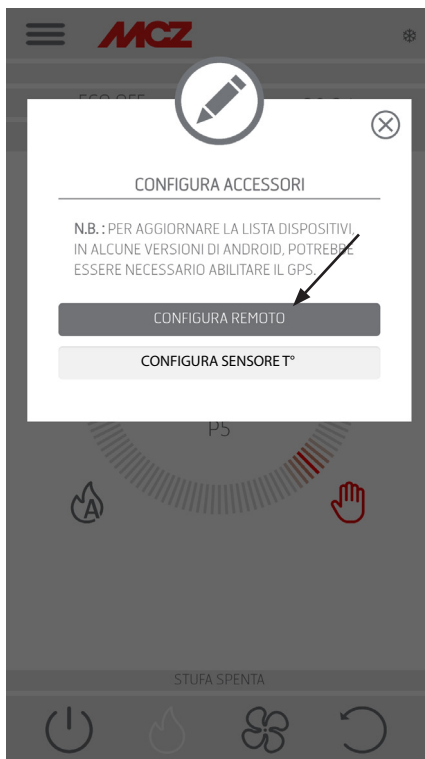 MCZ
CONFIGURA ACCESSORI
N.B. : PER AGGIORNARE LA LISTA DISPOSITIVI,
IN ALCUNE VERSIONI DI ANDROID, POTREBBE
ESSERE NECESSARIO ABILITARE IL GPS.
CONFIGURA REMOTO
CONFIGURA SENSORE T°
P5
A
STUFA SPENTA